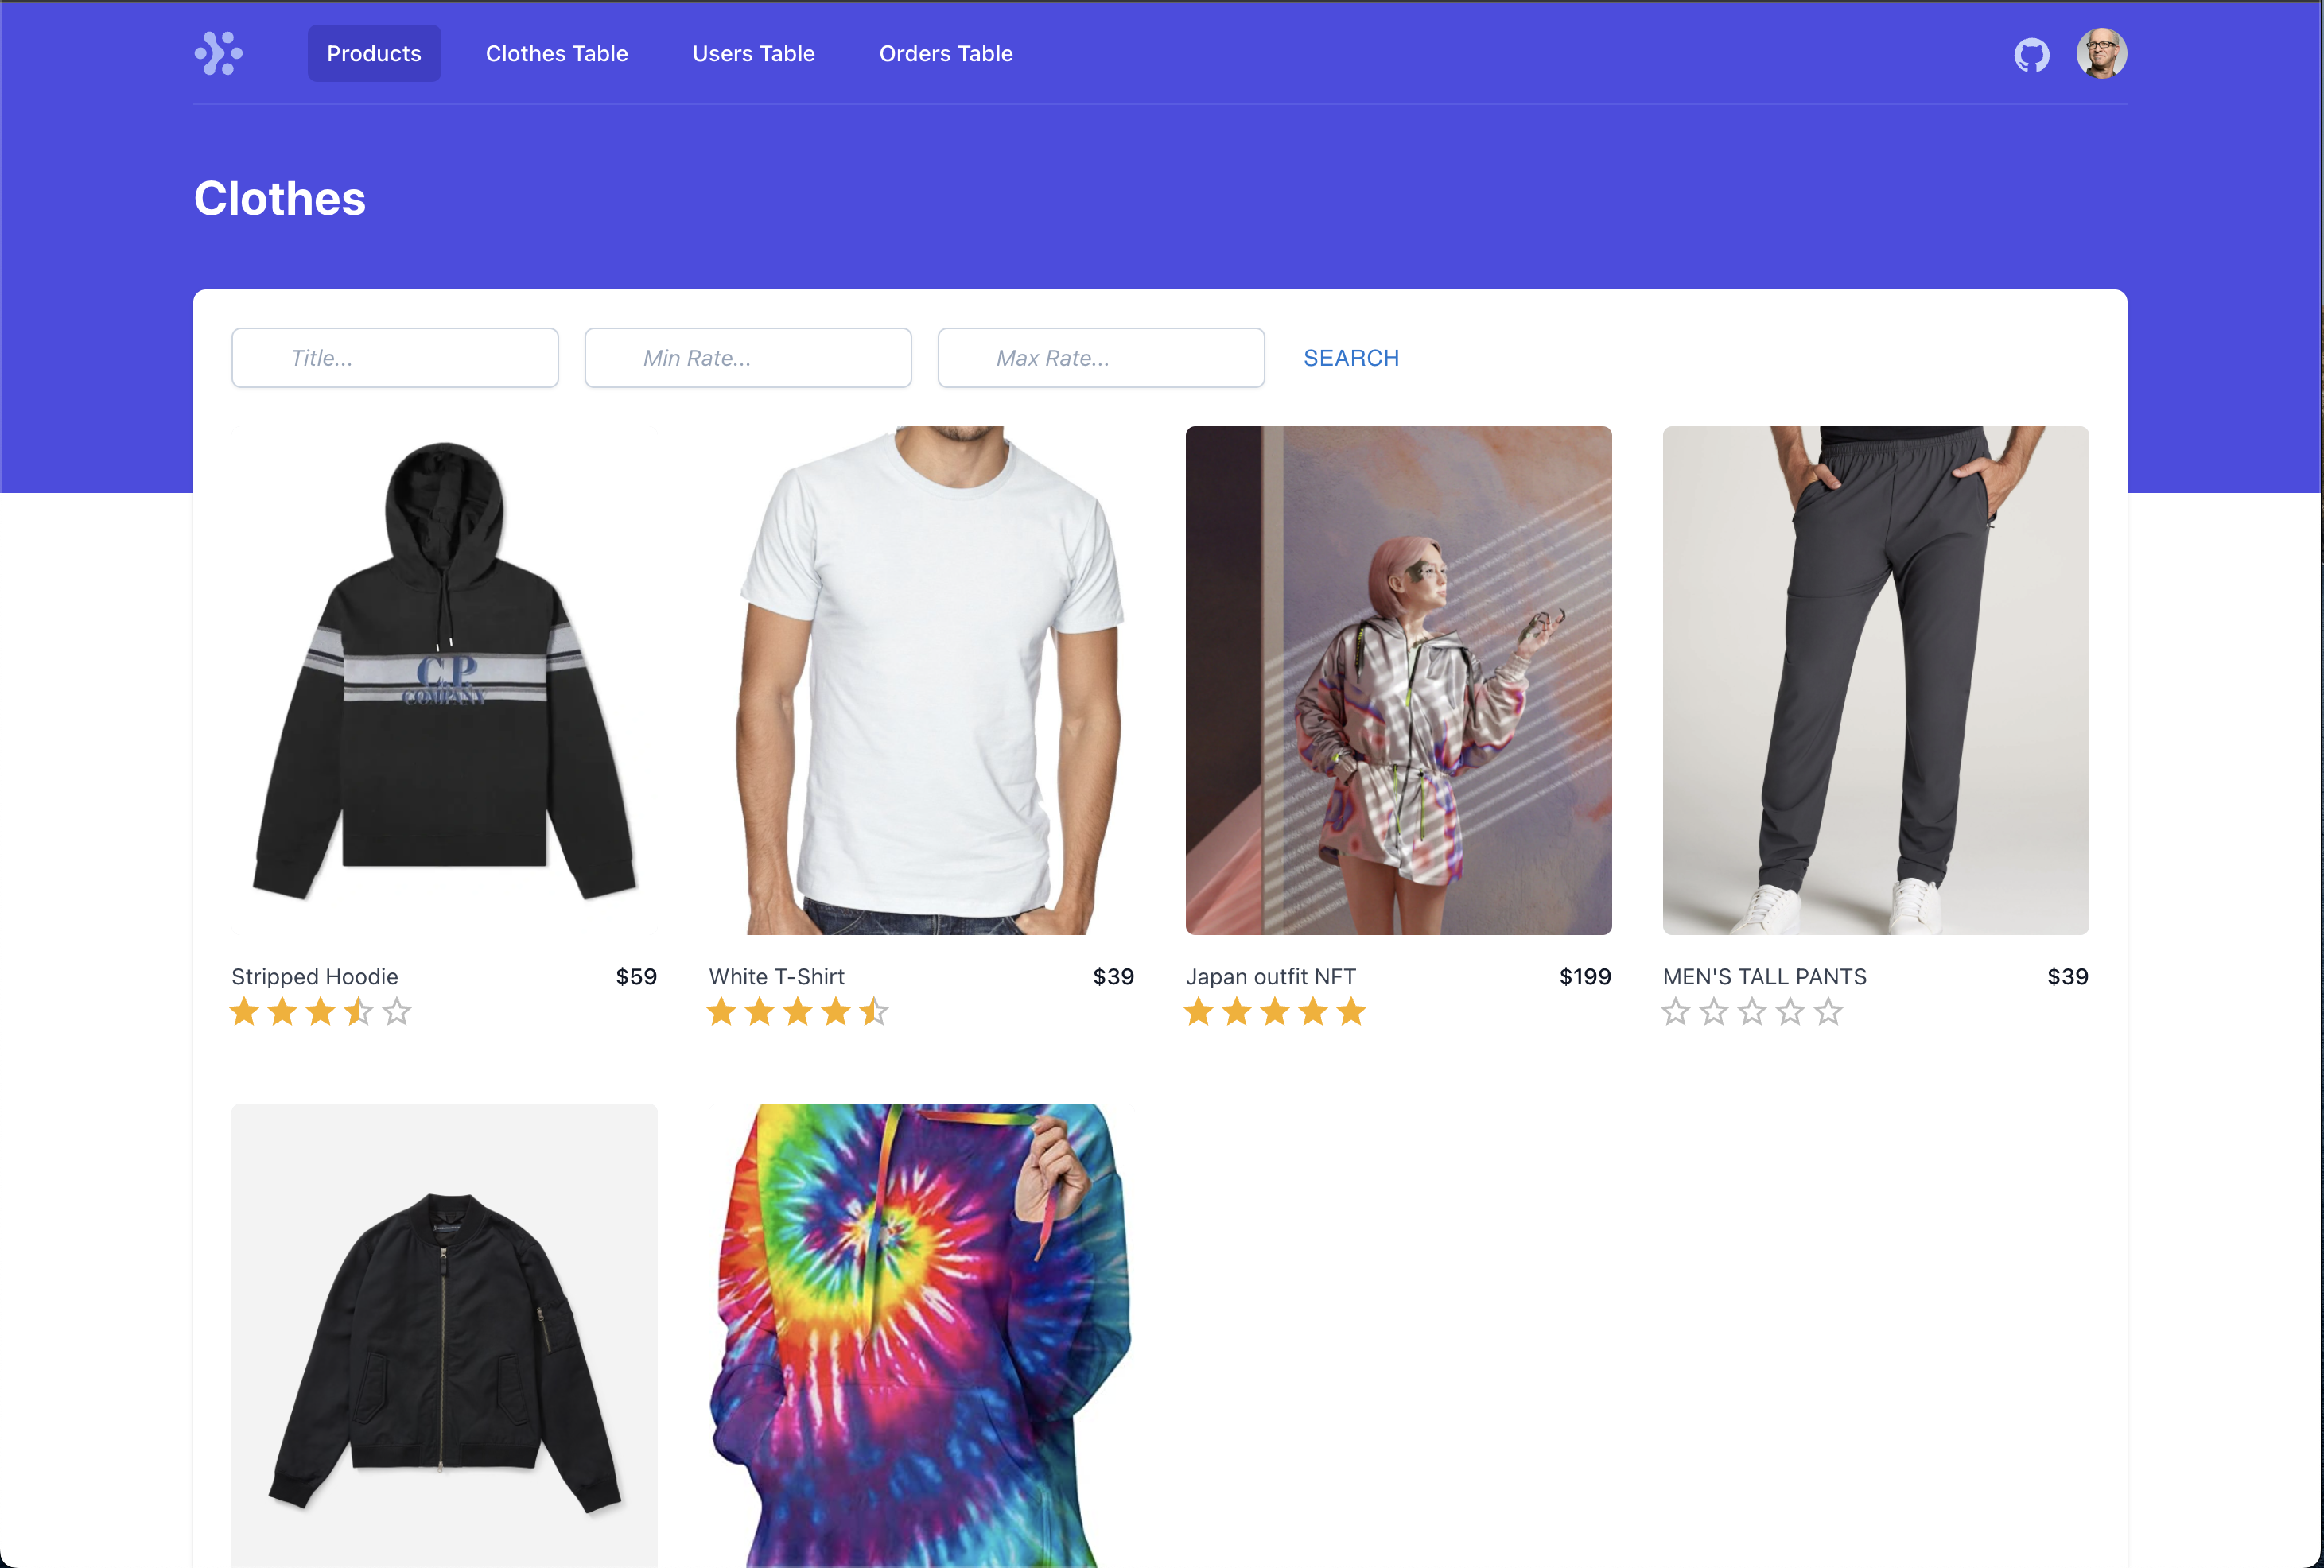 Products
Clothes Table
Users Table
Orders Table
Clothes
Title...
Min Rate...
Max Rate...
SEARCH
C.P.
COMPANY
Stripped Hoodie
$59
White T-Shirt
$39
Japan outfit NFT
$199
MEN'S TALL PANTS
$39